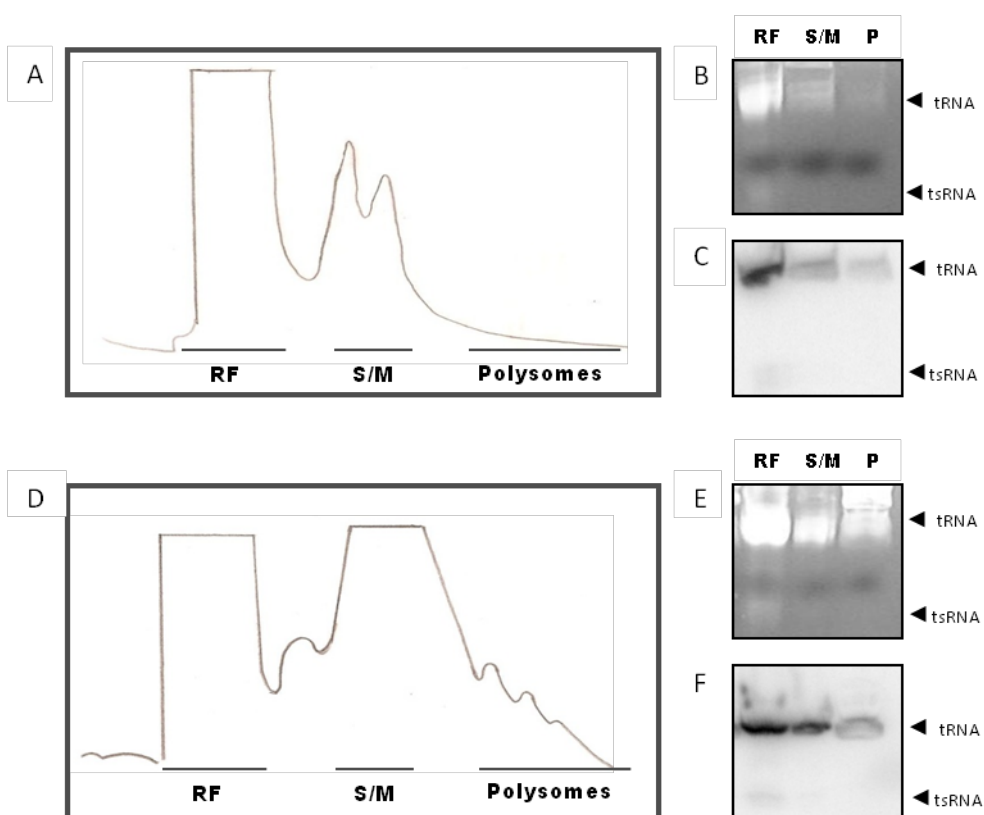 A
RF S/M Polysomes
B
RF S/M P
tRNA
tsRNA
C
tRNA
tsRNA
D
RF S/M Polysomes
E
RF S/M P
tRNA
tsRNA
F
tRNA
tsRNA